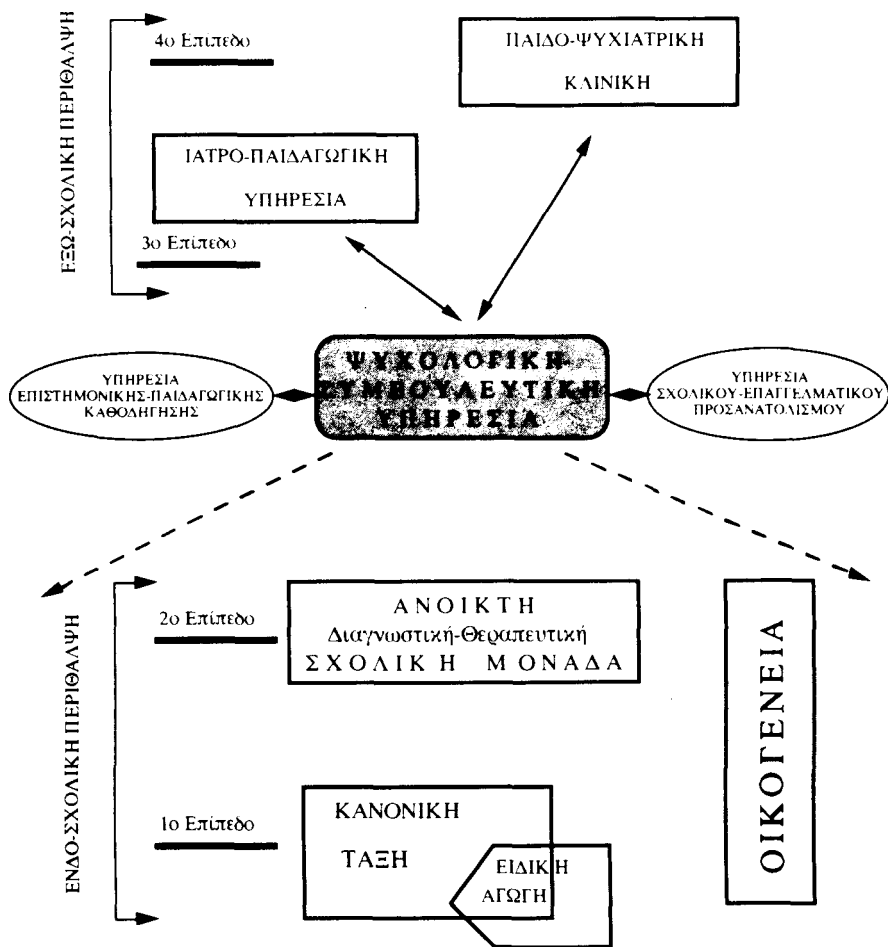 ΕΞΩ-ΣΧΟΛΙΚΗ ΠΕΡΙΘΑΛΨΗ
4ο Επίπεδο
ΠΑΙΔΟ-ΨΥΧΙΑΤΡΙΚΗ
ΚΛΙΝΙΚΗ
ΙΑΤΡΟ-ΠΑΙΔΑΓΩΓΙΚΗ
ΥΠΗΡΕΣΙΑ
3ο Επίπεδο
ΥΠΗΡΕΣΙΑ
ΕΠΙΣΤΗΜΟΝΙΚΗΣ-ΠΑΙΔΑΓΩΓΙΚΗΣ
ΚΑΘΟΔΗΓΗΣΗΣ
ΨΥΧΟΛΟΓΙΚΗ-
ΣΥΜΒΟΥΛΕΥΤΙΚΗ
ΥΠΗΡΕΣΙΑ
ΥΠΗΡΕΣΙΑ
ΣΧΟΛΙΚΟΥ-ΕΠΑΓΓΕΛΜΑΤΙΚΟΥ
ΠΡΟΣΑΝΑΤΟΛΙΣΜΟΥ
ΕΝΔΟ-ΣΧΟΛΙΚΗ ΠΕΡΙΘΑΛΨΗ
2ο Επίπεδο
ΑΝΟΙΚΤΗ
Διαγνωστική-Θεραπευτική
ΣΧΟΛΙΚΗ ΜΟΝΑΔΑ
1ο Επίπεδο
ΚΑΝΟΝΙΚΗ
ΤΑΞΗ
ΕΙΔΙΚΗ
ΑΓΩΓΗ
ΟΙΚΟΓΕΝΕΙΑ